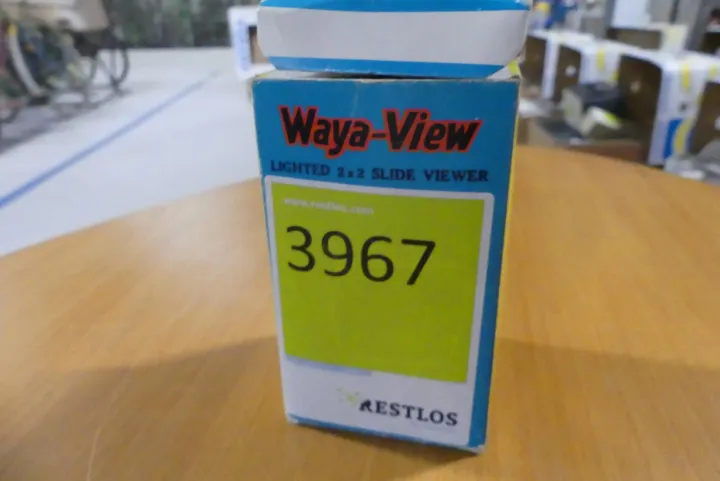 Waya-View
LIGHTED 2x2 SLIDE VIEWER
www.restlos.com
3967
RESTLOS